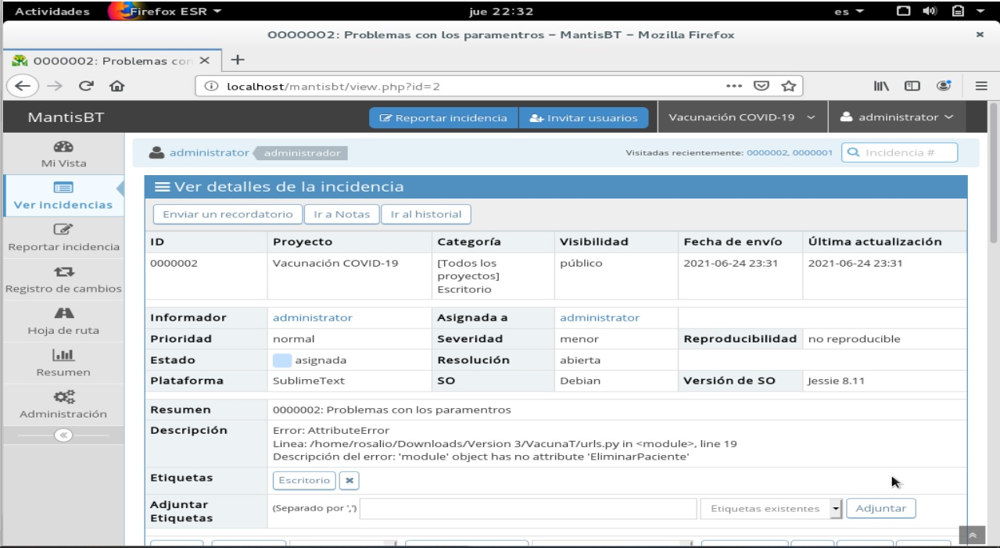 Actividades Firefox ESR jue 22:32 es
0000002: Problemas con los paramentros – MantisBT – Mozilla Firefox
0000002: Problemas con
localhost/mantisbt/view.php?id=2
MantisBT Reportar incidencia Invitar usuarios Vacunación COVID-19 administrator
Mi Vista
Ver incidencias
Reportar incidencia
Registro de cambios
Hoja de ruta
Resumen
Administración
administrator administrador Visitadas recientemente: 0000002, 0000001 Incidencia #
Ver detalles de la incidencia
Enviar un recordatorio Ir a Notas Ir al historial
ID Proyecto Categoría Visibilidad Fecha de envío Última actualización
0000002 Vacunación COVID-19 [Todos los público 2021-06-24 23:31 2021-06-24 23:31
proyectos]
Escritorio
Informador administrator Asignada a administrator
Prioridad normal Severidad menor Reproducibilidad no reproducible
Estado asignada Resolución abierta
Plataforma SublimeText SO Debian Versión de SO Jessie 8.11
Resumen 0000002: Problemas con los paramentros
Descripción Error: AttributeError
Linea: /home/rosalio/Downloads/Version 3/VacunaT/urls.py in <module>, line 19
Descripción del error: 'module' object has no attribute 'EliminarPaciente'
Etiquetas Escritorio
Adjuntar (Separado por ',') Etiquetas existentes Adjuntar
Etiquetas